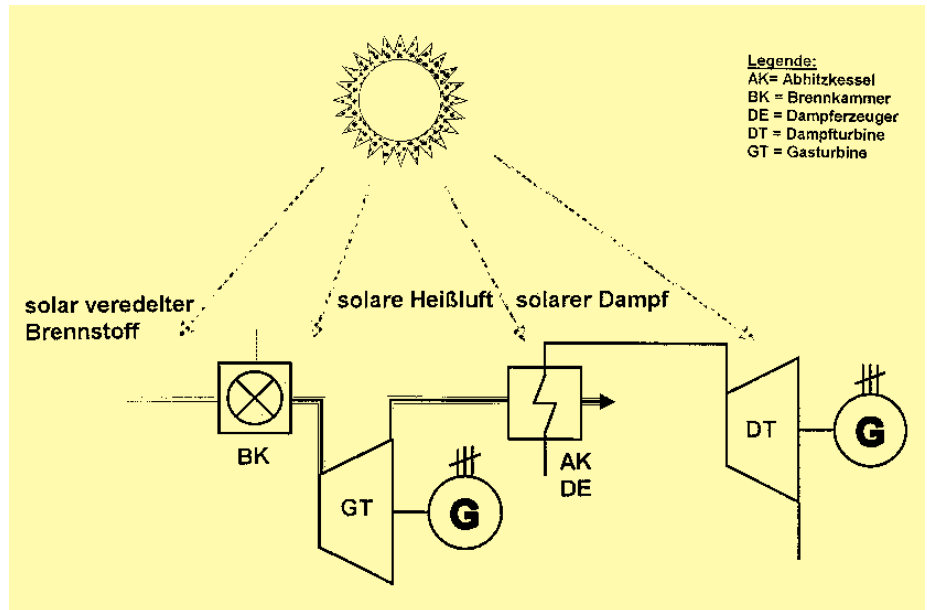 Legende:
AK= Abhitzkessel
BK = Brennkammer
DE = Dampferzeuger
DT = Dampfturbine
GT = Gasturbine
solar veredelter
Brennstoff
solare Heißluft
solarer Dampf
BK
GT
G
AK
DE
DT
G